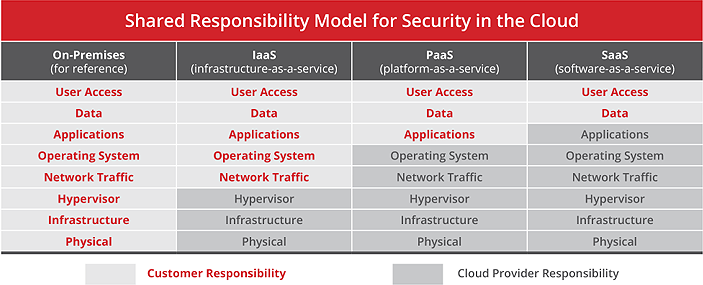 Shared Responsibility Model for Security in the Cloud
On-Premises IaaS PaaS SaaS
(for reference) (infrastructure-as-a-service) (platform-as-a-service) (software-as-a-service)
User Access User Access User Access User Access
Data Data Data Data
Applications Applications Applications Applications
Operating System Operating System Operating System Operating System
Network Traffic Network Traffic Network Traffic Network Traffic
Hypervisor Hypervisor Hypervisor Hypervisor
Infrastructure Infrastructure Infrastructure Infrastructure
Physical Physical Physical Physical
Customer Responsibility Cloud Provider Responsibility